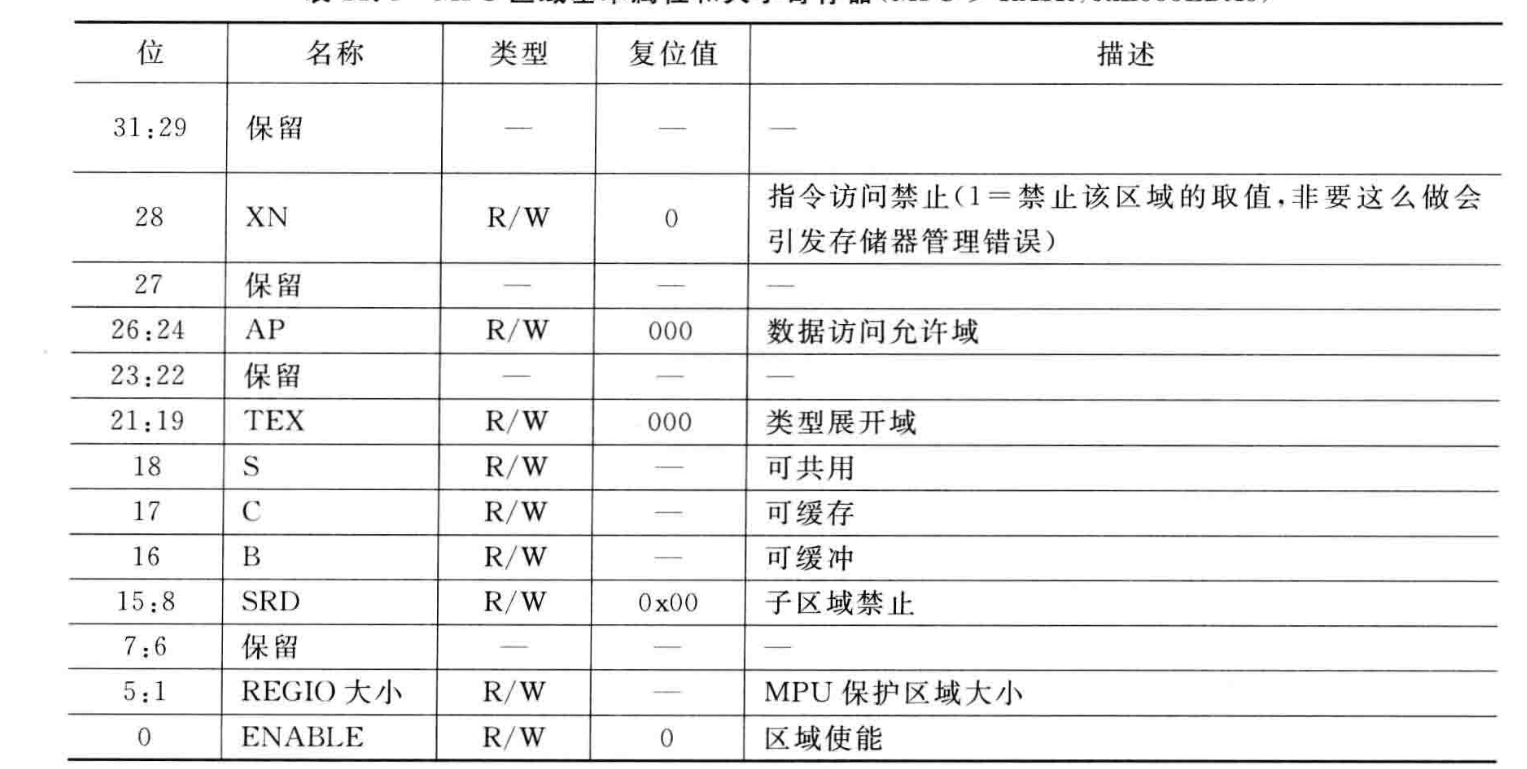 位 名称 类型 复位值 描述
31:29 保留 — — —
28 XN R/W 0 指令访问禁止(1=禁止该区域的取值,非要这么做会
引发存储器管理错误)
27 保留 — — —
26:24 AP R/W 000 数据访问允许域
23:22 保留 — — —
21:19 TEX R/W 000 类型展开域
18 S R/W — 可共用
17 C R/W — 可缓存
16 B R/W — 可缓冲
15:8 SRD R/W 0x00 子区域禁止
7:6 保留 — — —
5:1 REGIO 大小 R/W — MPU 保护区域大小
0 ENABLE R/W 0 区域使能